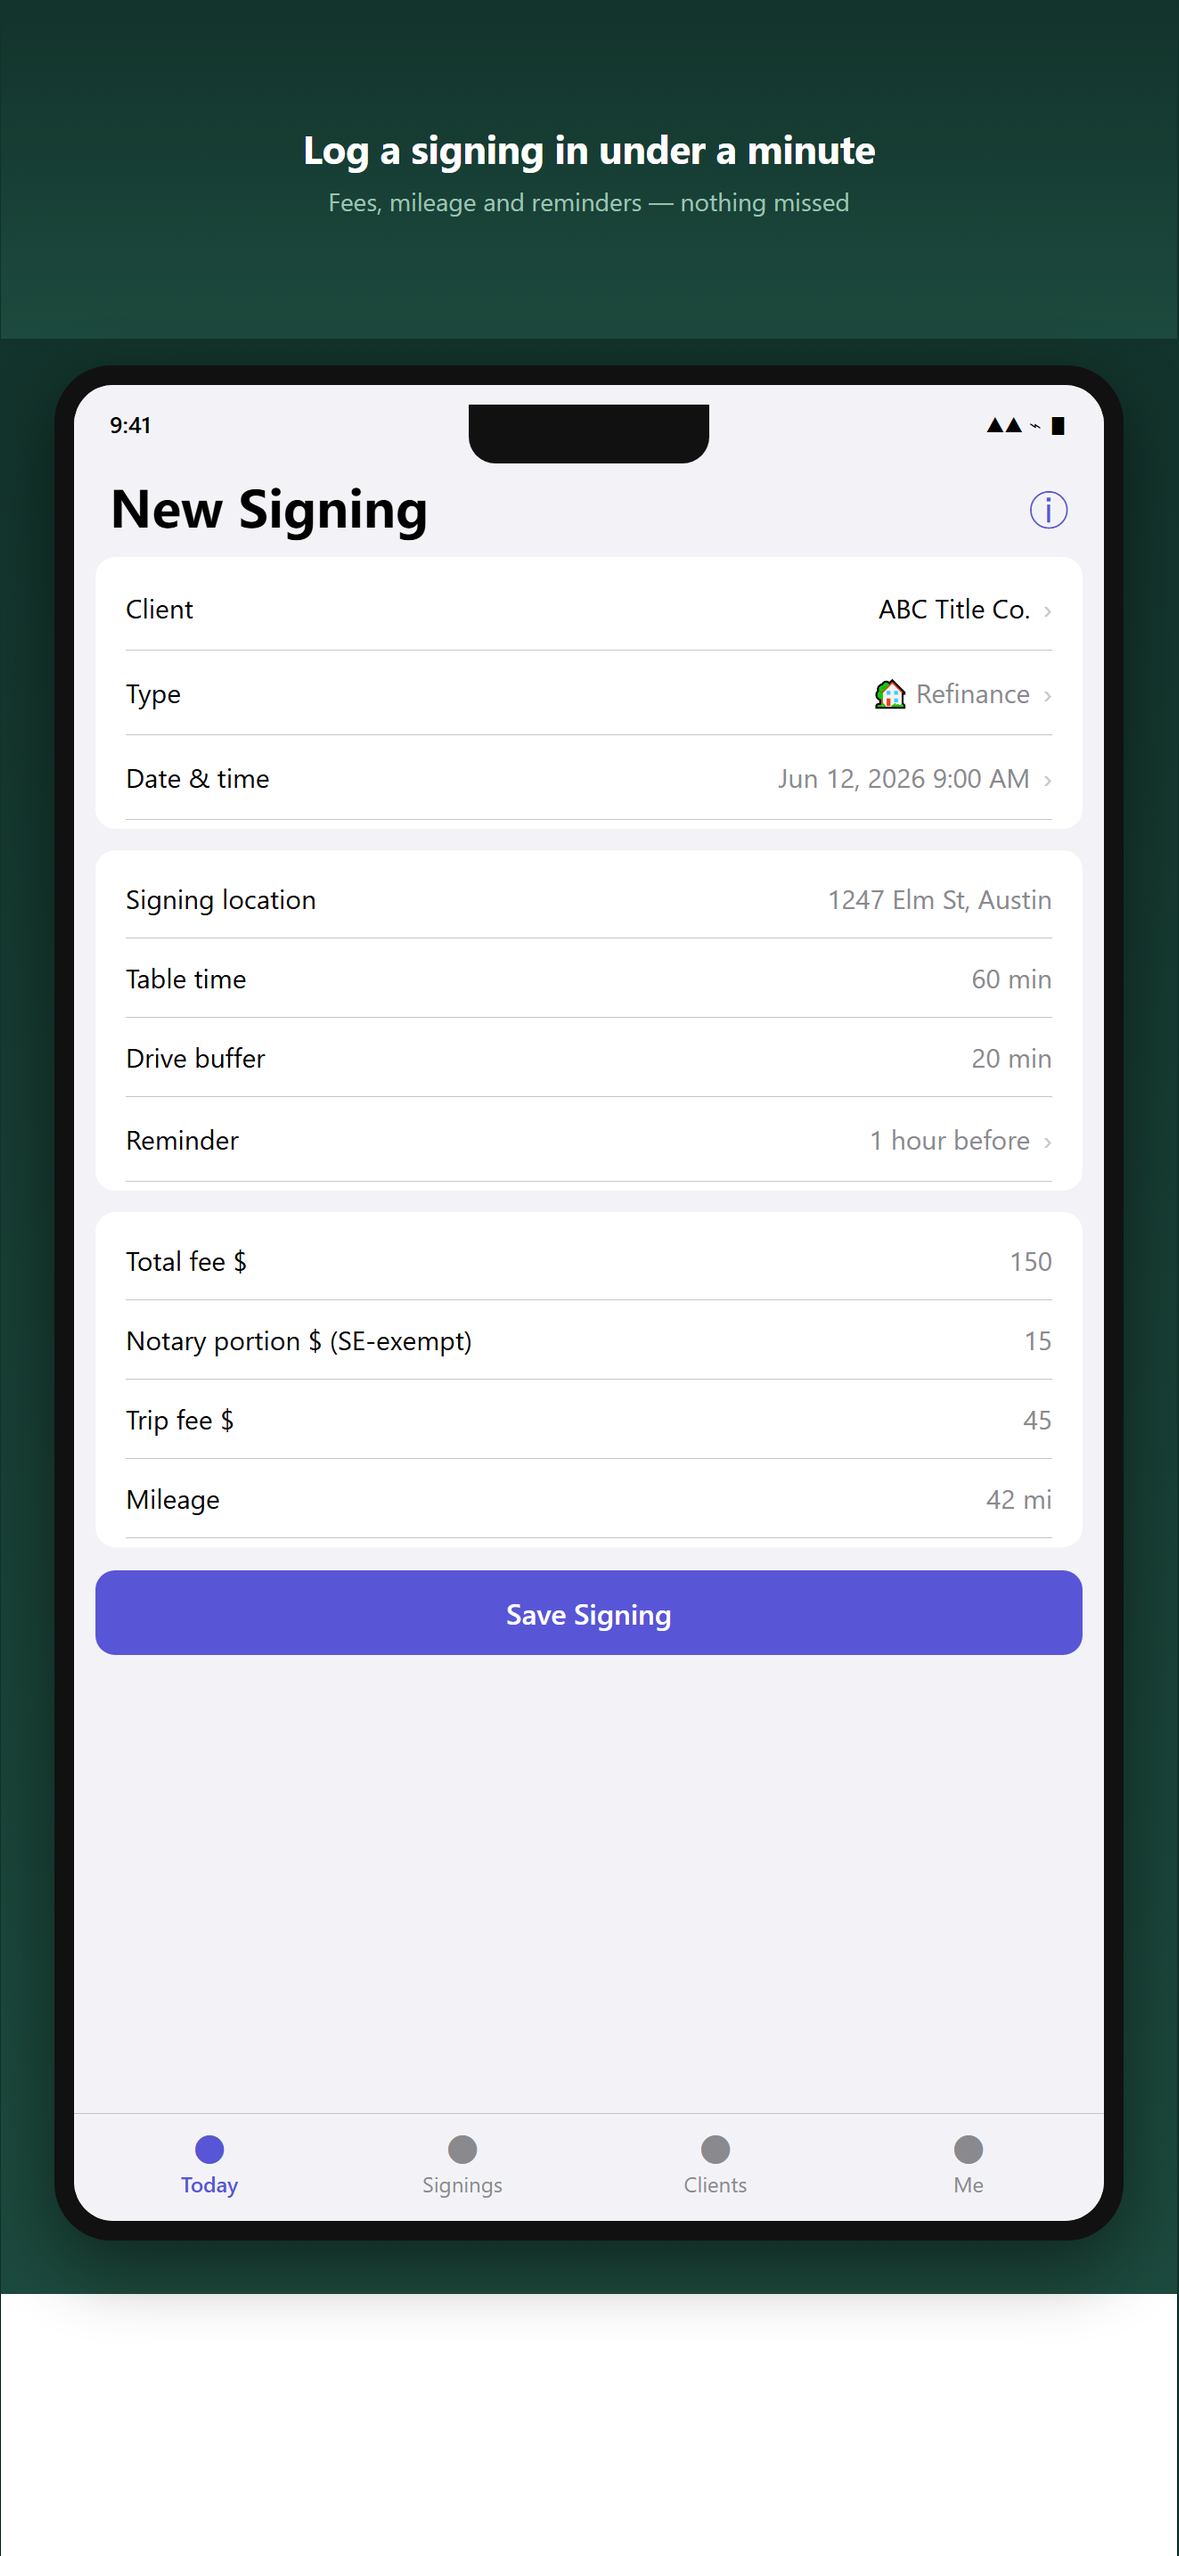 Log a signing in under a minute
Fees, mileage and reminders — nothing missed
9:41
New Signing
Client ABC Title Co.
Type Refinance
Date & time Jun 12, 2026 9:00 AM
Signing location 1247 Elm St, Austin
Table time 60 min
Drive buffer 20 min
Reminder 1 hour before
Total fee $ 150
Notary portion $ (SE-exempt) 15
Trip fee $ 45
Mileage 42 mi
Save Signing
Today Signings Clients Me